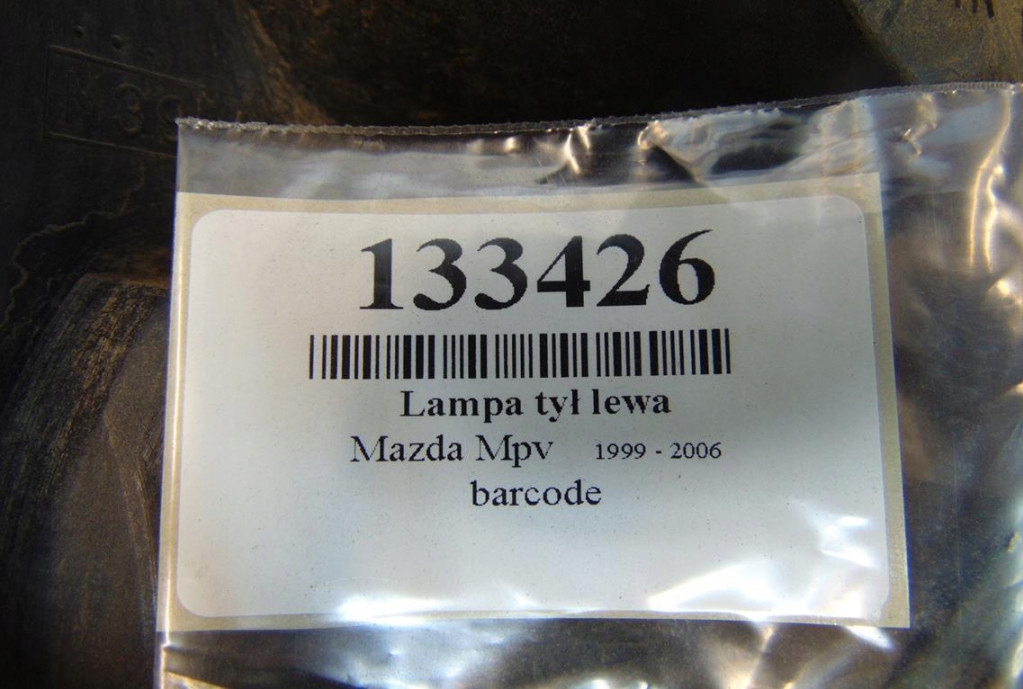 133426
Lampa tył lewa
Mazda Mpv 1999 - 2006
barcode